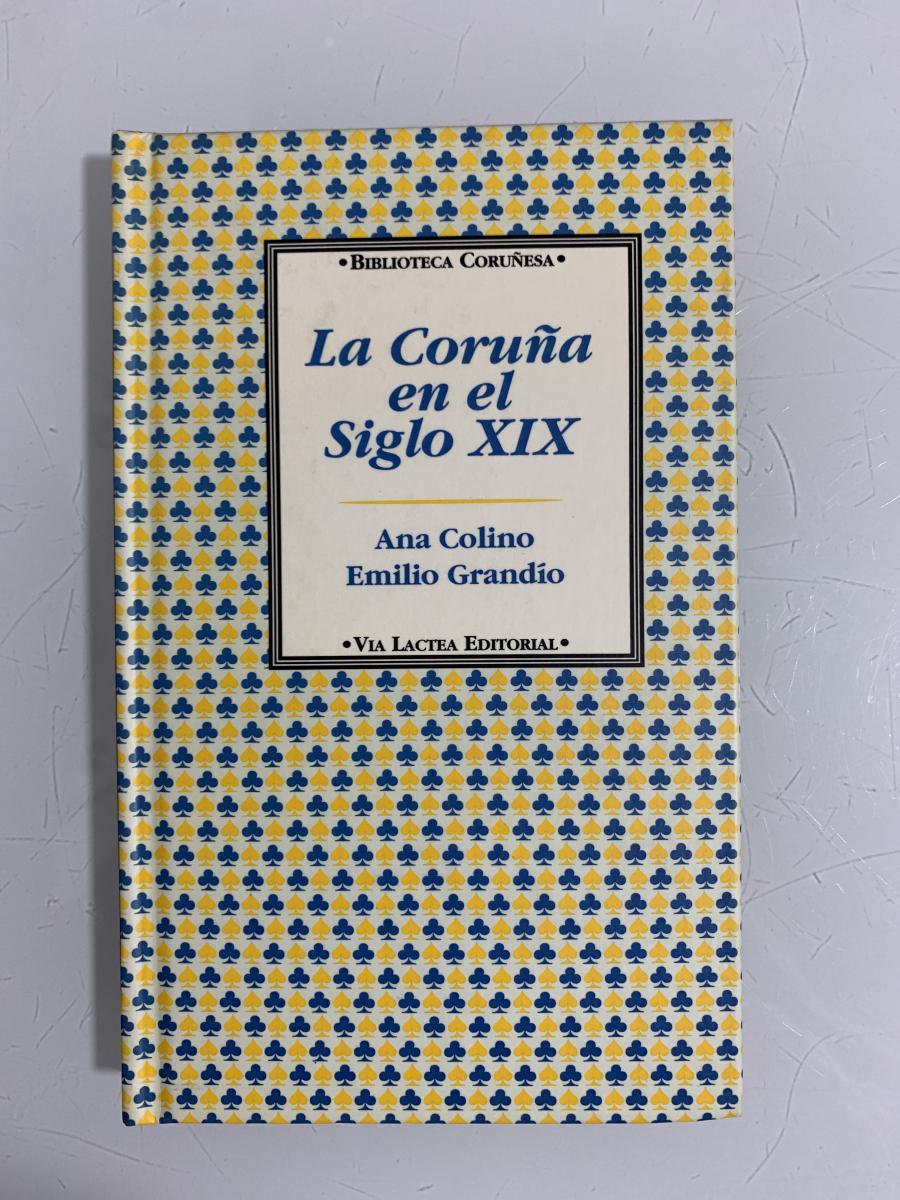 •BIBLIOTECA CORUÑESA•
La Coruña
en el
Siglo XIX
Ana Colino
Emilio Grandío
•VIA LACTEA EDITORIAL•